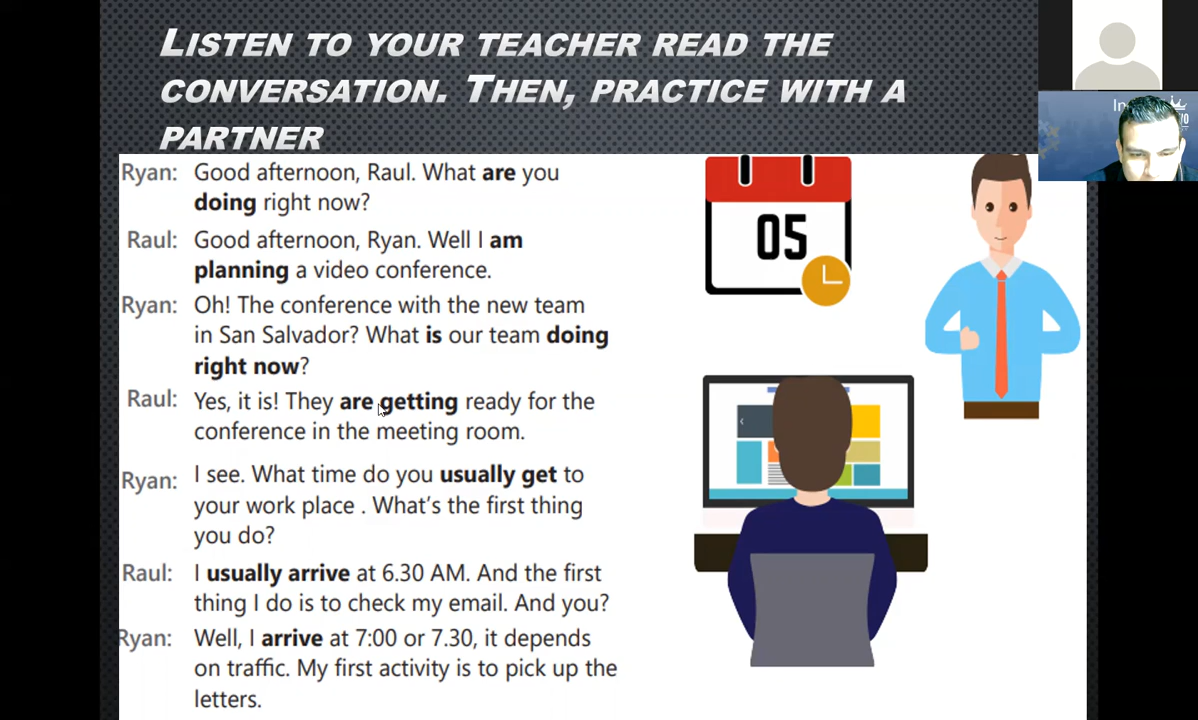 LISTEN TO YOUR TEACHER READ THE
CONVERSATION. THEN, PRACTICE WITH A
PARTNER
Ryan: Good afternoon, Raul. What are you
doing right now?
Raul: Good afternoon, Ryan. Well I am
planning a video conference.
Ryan: Oh! The conference with the new team
in San Salvador? What is our team doing
right now?
Raul: Yes, it is! They are getting ready for the
conference in the meeting room.
Ryan: I see. What time do you usually get to
your work place . What's the first thing
you do?
Raul: I usually arrive at 6.30 AM. And the first
thing I do is to check my email. And you?
Ryan: Well, I arrive at 7:00 or 7.30, it depends
on traffic. My first activity is to pick up the
letters.
05